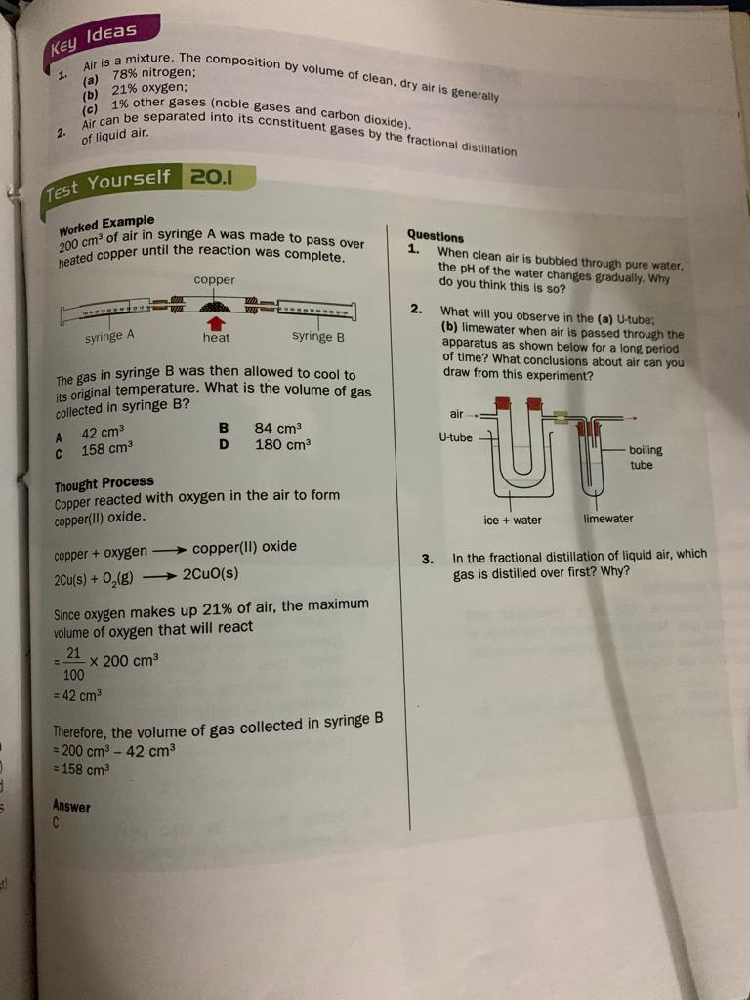 Key Ideas
1. Air is a mixture. The composition by volume of clean, dry air is generally
(a) 78% nitrogen;
(b) 21% oxygen;
(c) 1% other gases (noble gases and carbon dioxide).
2. Air can be separated into its constituent gases by the fractional distillation
of liquid air.
Test Yourself 20.1
Worked Example
200 cm³ of air in syringe A was made to pass over
heated copper until the reaction was complete.
copper
syringe A
heat
syringe B
The gas in syringe B was then allowed to cool to
its original temperature. What is the volume of gas
collected in syringe B?
A 42 cm³ B 84 cm³
C 158 cm³ D 180 cm³
Thought Process
Copper reacted with oxygen in the air to form
copper(II) oxide.
copper + oxygen ⟶ copper(II) oxide
2Cu(s) + O₂(g) ⟶ 2CuO(s)
Since oxygen makes up 21% of air, the maximum
volume of oxygen that will react
= 21/100 x 200 cm³
= 42 cm³
Therefore, the volume of gas collected in syringe B
= 200 cm³ – 42 cm³
= 158 cm³
Answer
C
Questions
1. When clean air is bubbled through pure water,
the pH of the water changes gradually. Why
do you think this is so?
2. What will you observe in the (a) U-tube;
(b) limewater when air is passed through the
apparatus as shown below for a long period
of time? What conclusions about air can you
draw from this experiment?
air
U-tube
boiling
tube
ice + water
limewater
3. In the fractional distillation of liquid air, which
gas is distilled over first? Why?